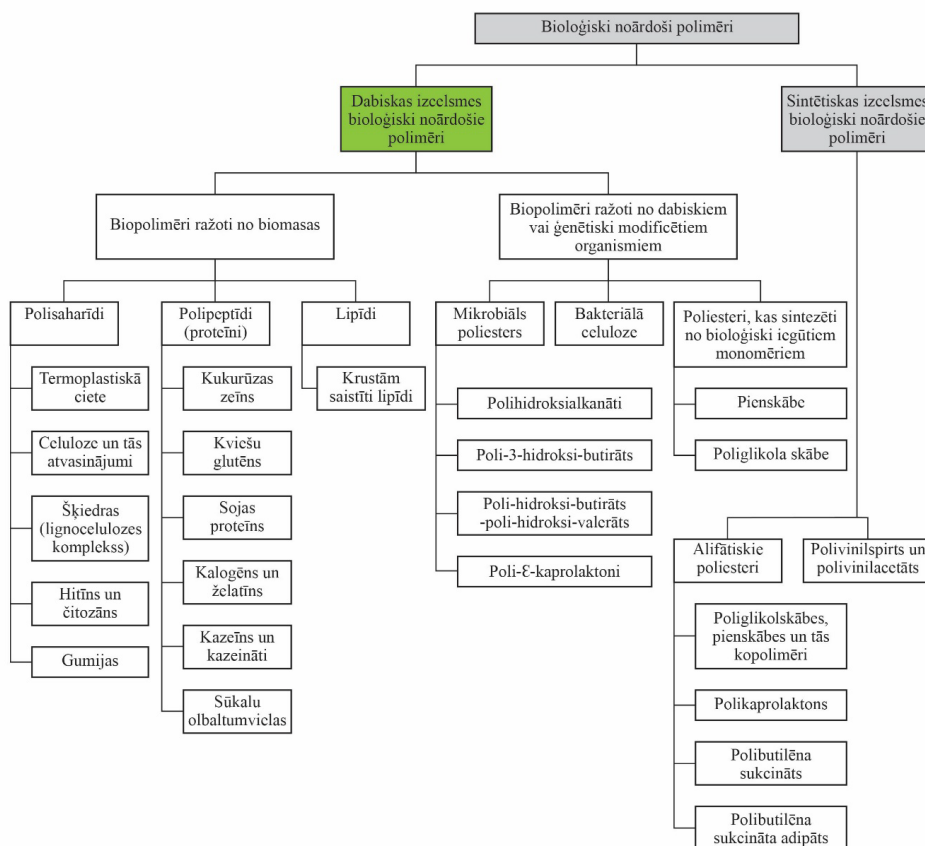 Bioloģiski noārdoši polimēri
Dabiskas izcelsmes
bioloģiski noārdošie
polimēri
Sintētiskas izcelsmes
bioloģiski noārdošie
polimēri
Biopolimēri ražoti no biomasas
Biopolimēri ražoti no dabiskiem
vai ģenētiski modificētiem
organismiem
Polisaharīdi
Termoplastiskā
ciete
Celuloze un tās
atvasinājumi
Šķiedras
(lignocelulozes
komplekss)
Hitīns un
čitozāns
Gumijas
Polipeptīdi
(proteīni)
Kukurūzas
zeīns
Kviešu
glutēns
Sojas
proteīns
Kalogēns un
želatīns
Kazeīns un
kazeināti
Sūkalu
olbaltumvielas
Lipīdi
Krustām
saistīti lipīdi
Mikrobiāls
poliesters
Polihidroksialkanāti
Poli-3-hidroksi-butirāts
Poli-hidroksi-butirāts
-poli-hidroksi-valerāts
Poli-Ɛ-kaprolaktoni
Bakteriālā
celuloze
Poliesteri, kas sintezēti
no bioloģiski iegūtiem
monomēriem
Pienskābe
Poliglikola skābe
Alifātiskie
poliesteri
Poliglikolskābes,
pienskābes un tās
kopolimēri
Polikaprolaktons
Polibutilēna
sukcināts
Polibutilēna
sukcināta adipāts
Polivinilspirts un
polivinilacetāts